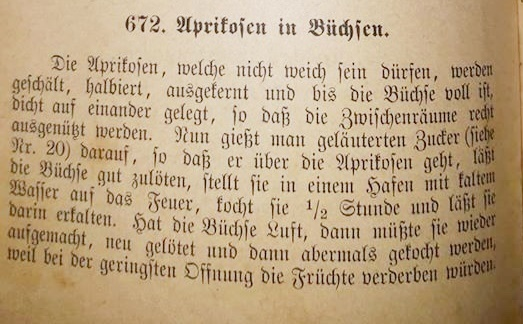 672. Aprikosen in Büchsen.
Die Aprikosen, welche nicht weich sein dürfen, werden
geschält, halbiert, ausgekernt und bis die Büchse voll ist,
dicht auf einander gelegt, so daß die Zwischenräume recht
ausgenützt werden. Nun gießt man geläuterten Zucker (siehe
Nr. 20) darauf, so daß er über die Aprikosen geht, läßt
die Büchse gut zulöten, stellt sie in einem Hafen mit kaltem
Wasser auf das Feuer, kocht sie 1/2 Stunde und läßt sie
darin erkalten. Hat die Büchse Luft, dann müßte sie wieder
aufgemacht, neu gelötet und dann abermals gekocht werden,
weil bei der geringsten Öffnung die Früchte verderben würden.